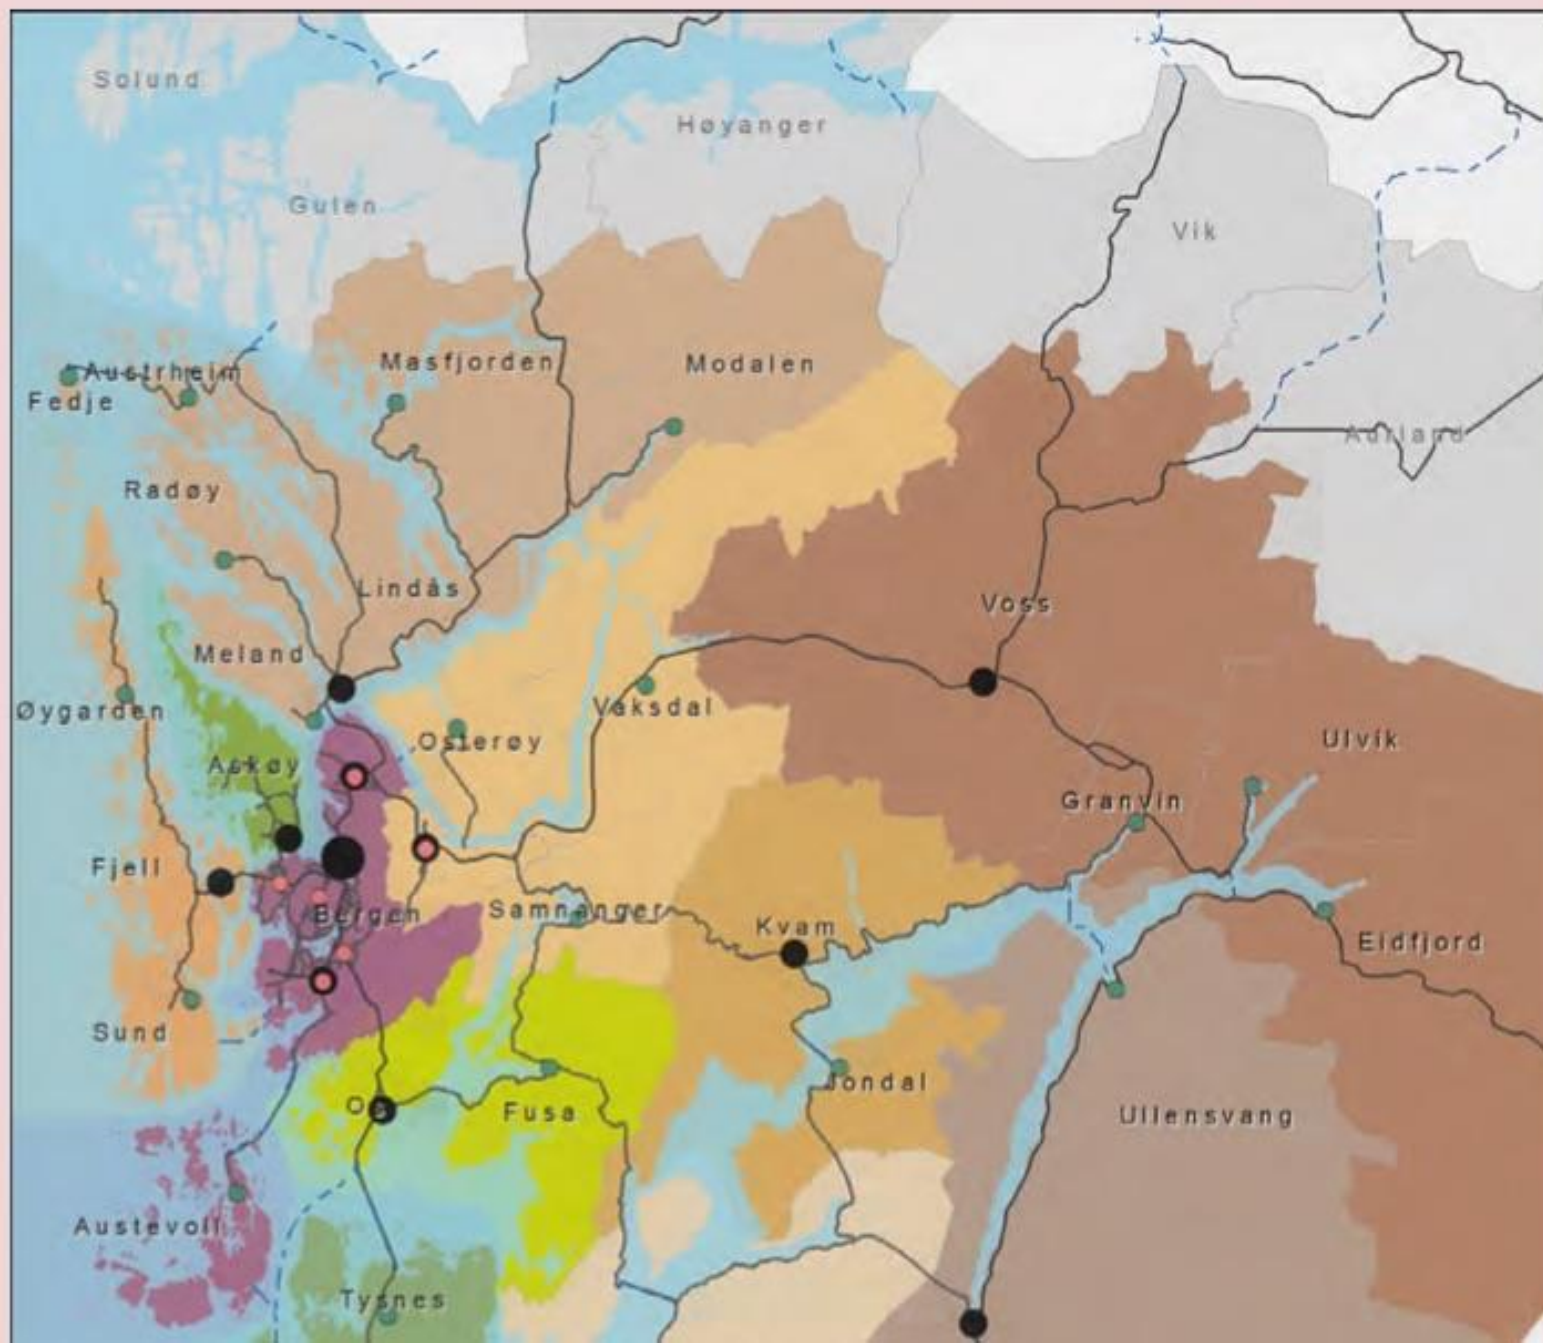 Solund
Høyanger
Gulen
Vik
Masfjorden
Modalen
Austrheim
Fedje
Aurland
Radøy
Lindås
Voss
Meland
Øygarden
Vaksdal
Osterøy
Ulvik
Askøy
Granvin
Fjell
Samnanger
Bergen
Kvam
Eidfjord
Sund
Jondal
Os
Fusa
Ullensvang
Austevoll
Tysnes